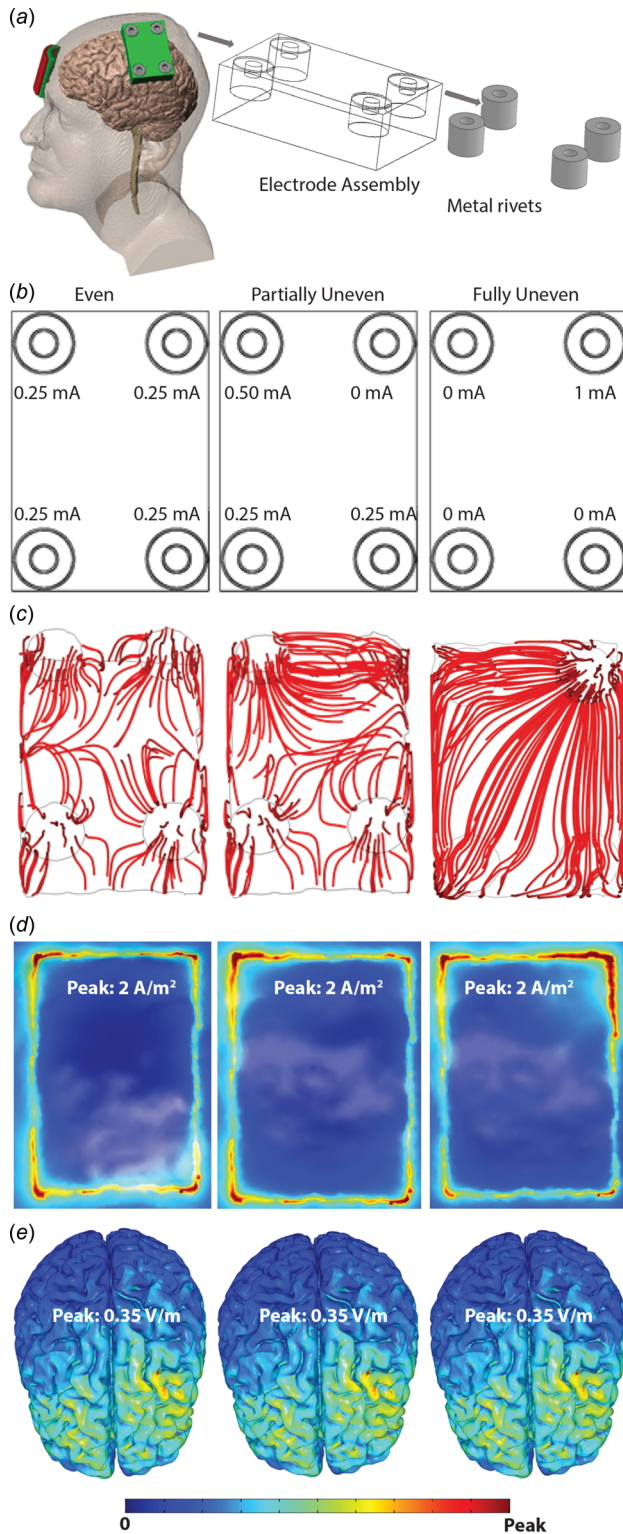 (a)
Electrode Assembly
Metal rivets
(b)
Even Partially Uneven Fully Uneven
0.25 mA 0.25 mA 0.50 mA 0 mA 0 mA 1 mA
0.25 mA 0.25 mA 0.25 mA 0.25 mA 0 mA 0 mA
(c)
(d)
Peak: 2 A/m² Peak: 2 A/m² Peak: 2 A/m²
(e)
Peak: 0.35 V/m Peak: 0.35 V/m Peak: 0.35 V/m
0 Peak